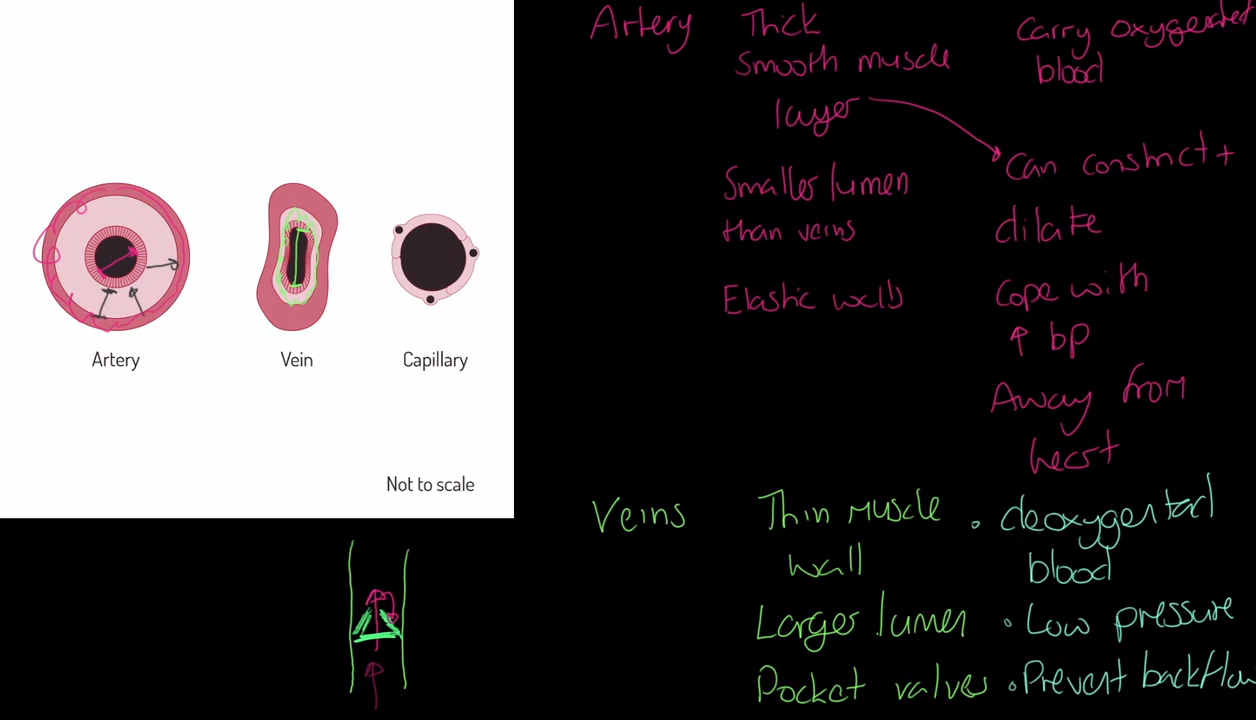 Artery Thick Carry oxygenated
Smooth muscle blood
layer
Can constrict +
Smaller lumen
than veins dilate
Elastic walls Cope with
↑ bp
Away from
heart
Artery Vein Capillary
Not to scale
Veins Thin muscle • deoxygentad
wall blood
Larger lumen • Low pressure
Pocket valves • Prevent backflow